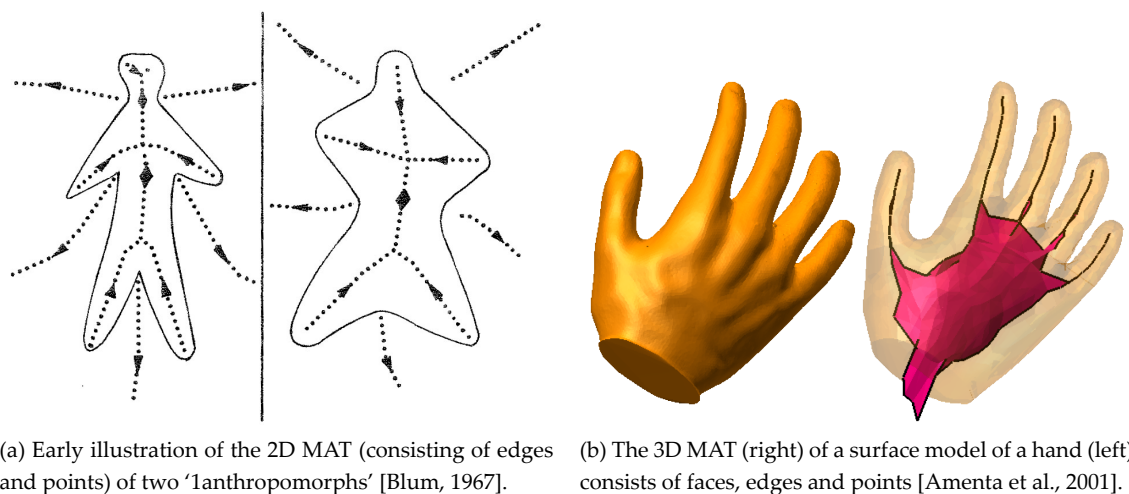 (a) Early illustration of the 2D MAT (consisting of edges
and points) of two ‘1anthropomorphs’ [Blum, 1967].
(b) The 3D MAT (right) of a surface model of a hand (left)
consists of faces, edges and points [Amenta et al., 2001].